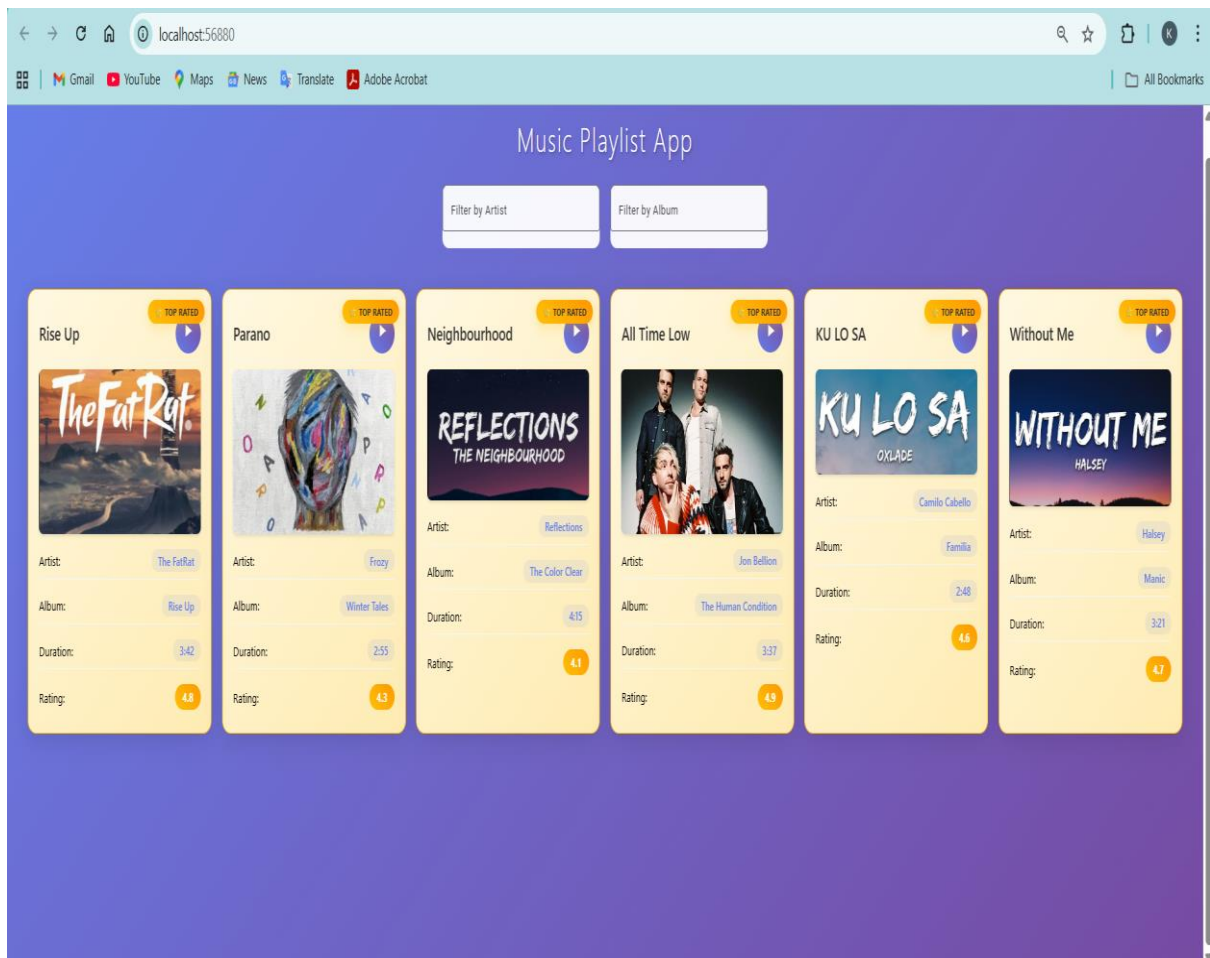 localhost:56880
K
Gmail YouTube Maps News Translate Adobe Acrobat All Bookmarks
Music Playlist App
Filter by Artist Filter by Album
TOP RATED
Rise Up
TheFatRat
Artist: The FatRat
Album: Rise Up
Duration: 3:42
Rating: 4.8
TOP RATED
Parano
Artist: Frozy
Album: Winter Tales
Duration: 2:55
Rating: 4.3
TOP RATED
Neighbourhood
REFLECTIONS
THE NEIGHBOURHOOD
Artist: Reflections
Album: The Color Clear
Duration: 4:15
Rating: 4.1
TOP RATED
All Time Low
Artist: Jon Bellion
Album: The Human Condition
Duration: 3:37
Rating: 4.9
TOP RATED
KU LO SA
KU LO SA
OXLADE
Artist: Camilo Cabello
Album: Familia
Duration: 2:48
Rating: 4.6
TOP RATED
Without Me
WITHOUT ME
HALSEY
Artist: Halsey
Album: Manic
Duration: 3:21
Rating: 4.7